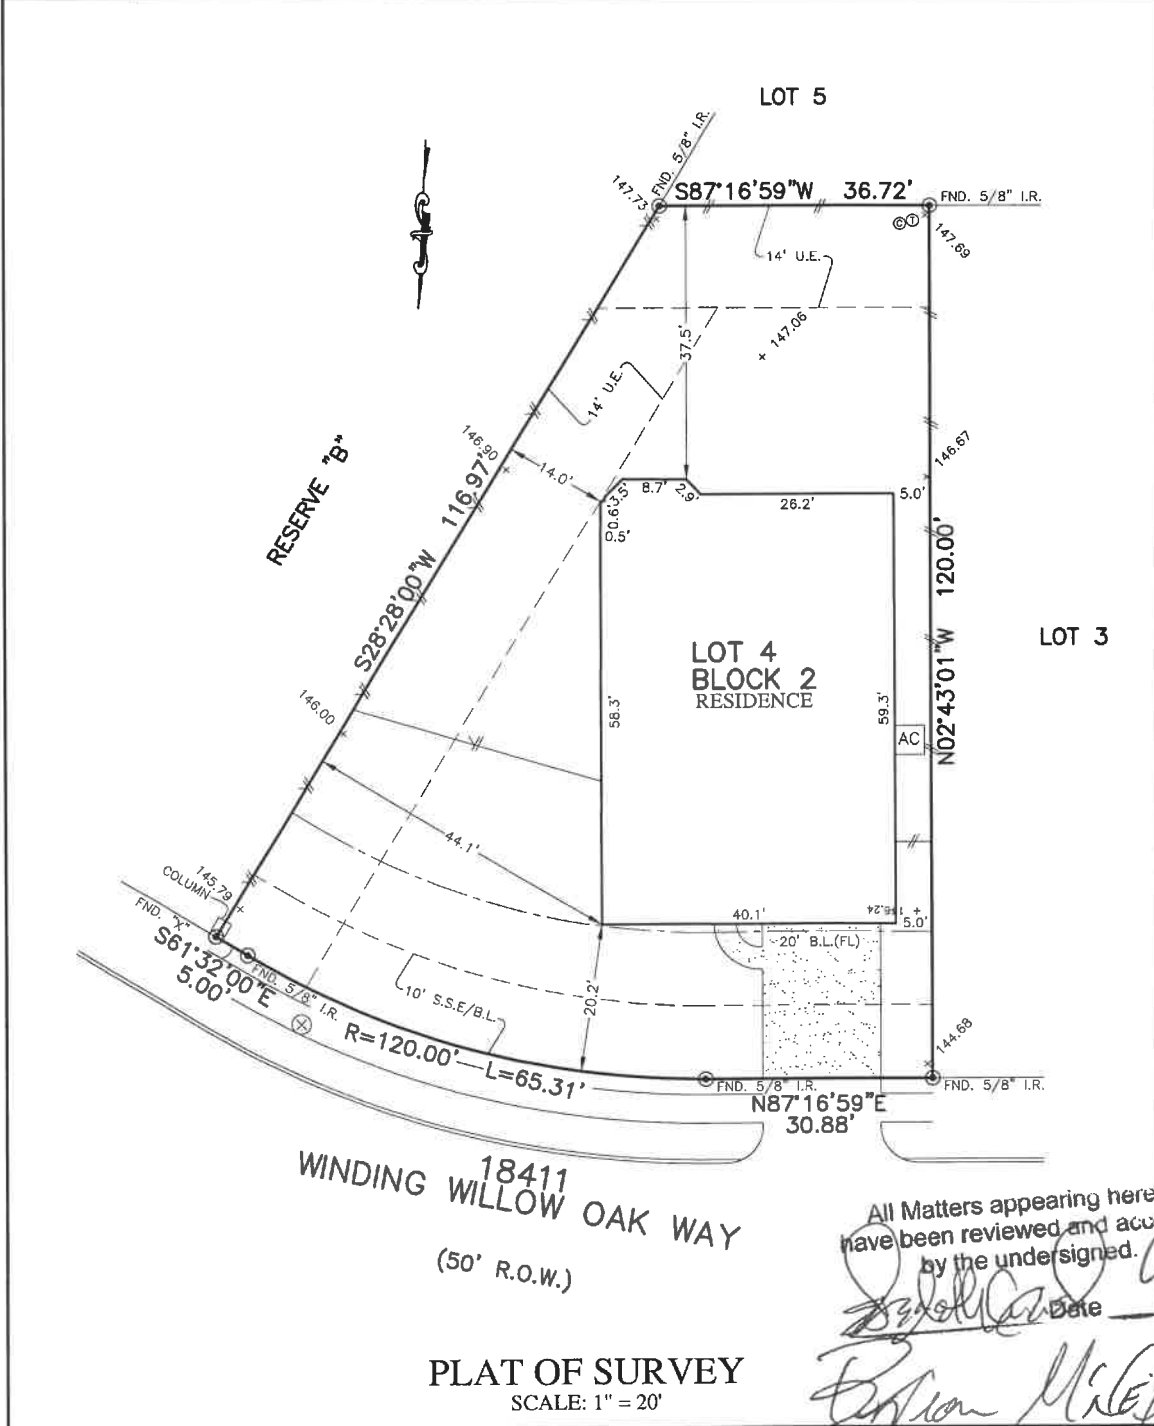 LOT 5
FND. 5/8" I.R.
147.73
S87°16'59"W 36.72'
FND. 5/8" I.R.
147.69
Ⓒ Ⓣ
14' U.E.
147.06
37.5'
14' U.E.
146.90
14.0'
146.67
RESERVE "B"
116.97'
S28°28'00"W
3.5'
8.7'
2.9'
26.2'
5.0'
0.6'
0.5'
N02°43'01"W 120.00'
LOT 3
LOT 4
BLOCK 2
RESIDENCE
58.3'
59.3'
146.00
AC
44.1'
145.79
COLUMN
FND. "X"
40.1'
5.0'
20' B.L.(FL)
S61°32'00"E
5.00'
FND. 5/8" I.R.
10' S.S.E/B.L.
20.2'
144.68
R=120.00' L=65.31'
FND. 5/8" I.R.
FND. 5/8" I.R.
N87°16'59"E
30.88'
18411
WINDING WILLOW OAK WAY
(50' R.O.W.)
All Matters appearing here
have been reviewed and acc
by the undersigned.
Date
PLAT OF SURVEY
SCALE: 1" = 20'